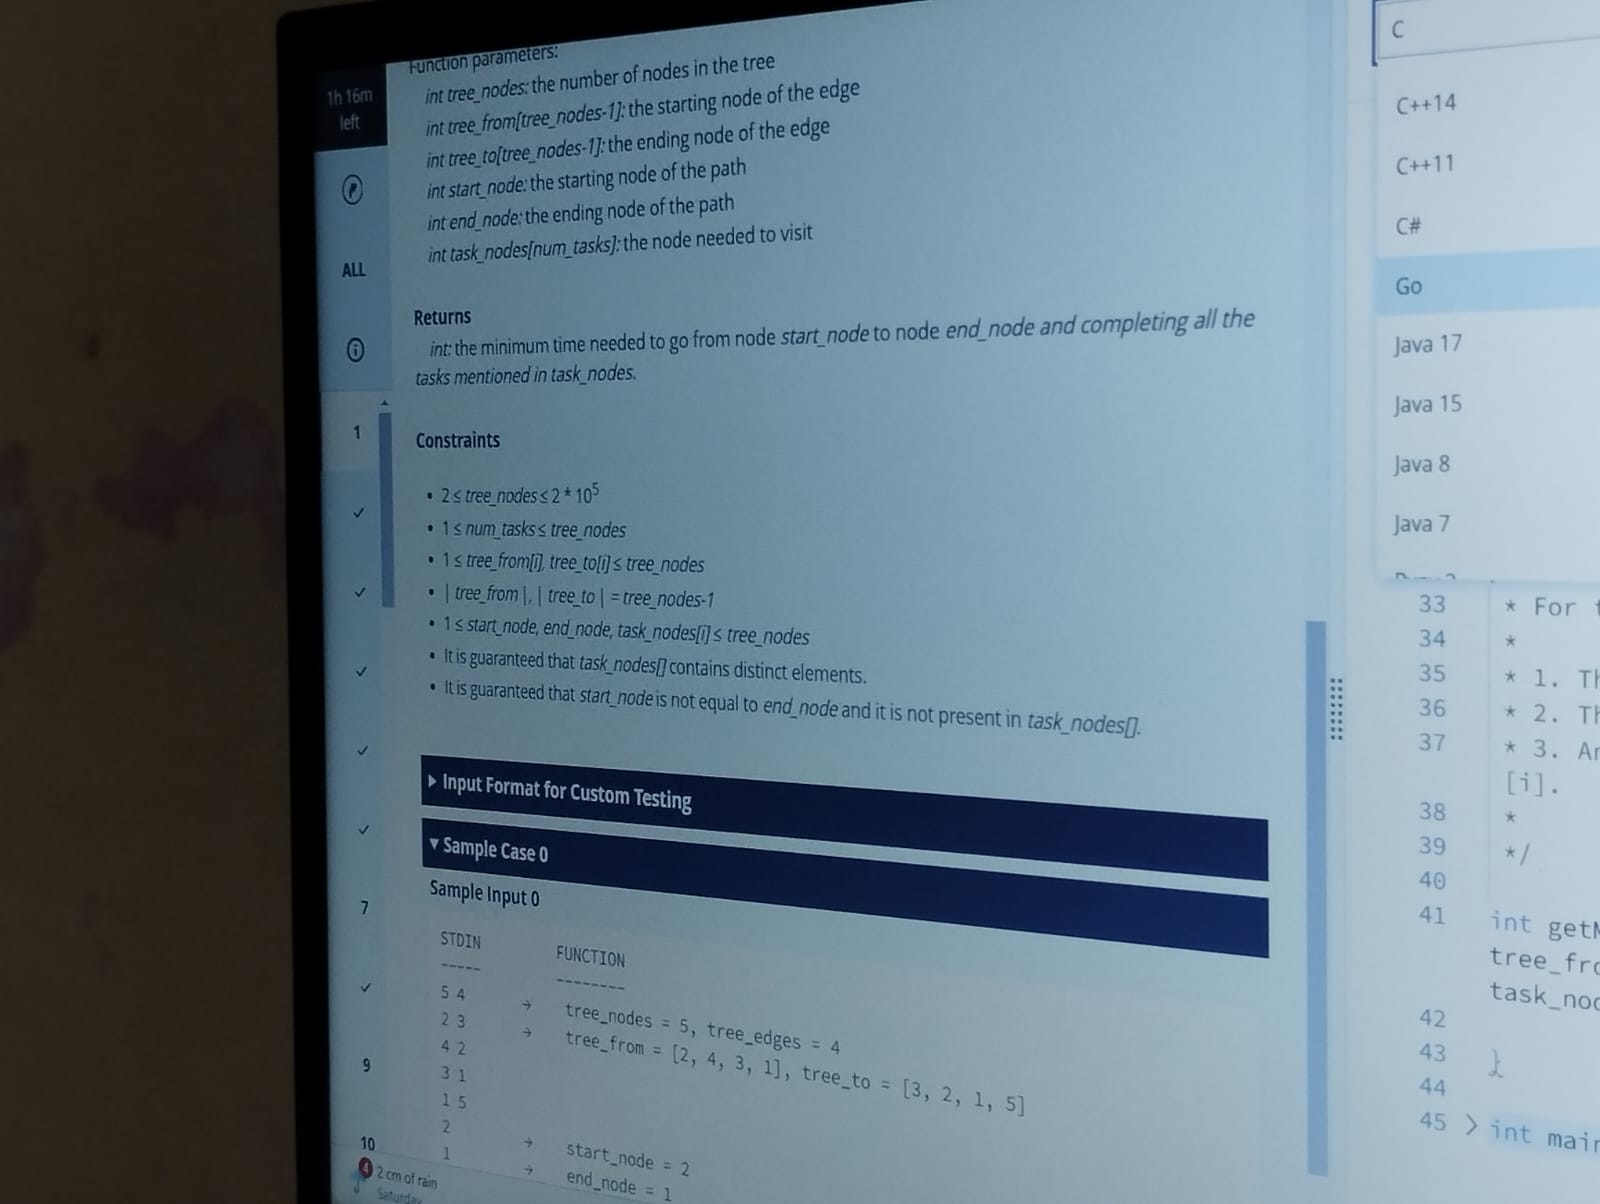 Function parameters:
int tree_nodes: the number of nodes in the tree
int tree_from[tree_nodes-1]: the starting node of the edge
int tree_to[tree_nodes-1]: the ending node of the edge
int start_node: the starting node of the path
int end_node: the ending node of the path
int task_nodes[num_tasks]: the node needed to visit
Returns
int: the minimum time needed to go from node start_node to node end_node and completing all the
tasks mentioned in task_nodes.
Constraints
• 2 ≤ tree_nodes ≤ 2 * 10^5
• 1 ≤ num_tasks ≤ tree_nodes
• 1 ≤ tree_from[i], tree_to[i] ≤ tree_nodes
• | tree_from |, | tree_to | = tree_nodes-1
• 1 ≤ start_node, end_node, task_nodes[i] ≤ tree_nodes
• It is guaranteed that task_nodes[] contains distinct elements.
• It is guaranteed that start_node is not equal to end_node and it is not present in task_nodes[].
▶ Input Format for Custom Testing
▼ Sample Case 0
Sample Input 0
STDIN FUNCTION
----- --------
5 4 → tree_nodes = 5, tree_edges = 4
2 3 → tree_from = [2, 4, 3, 1], tree_to = [3, 2, 1, 5]
4 2
3 1
1 5
2 → start_node = 2
1 → end_node = 1
1h 16m
left
ALL
1
7
9
10
4
2 cm of rain
Saturday
C
C++14
C++11
C#
Go
Java 17
Java 15
Java 8
Java 7
33 * For
34 *
35 * 1. Th
36 * 2. Th
37 * 3. Ar
[i].
38 *
39 */
40
41 int getM
tree_fro
task_nod
42
43 }
44
45 > int main